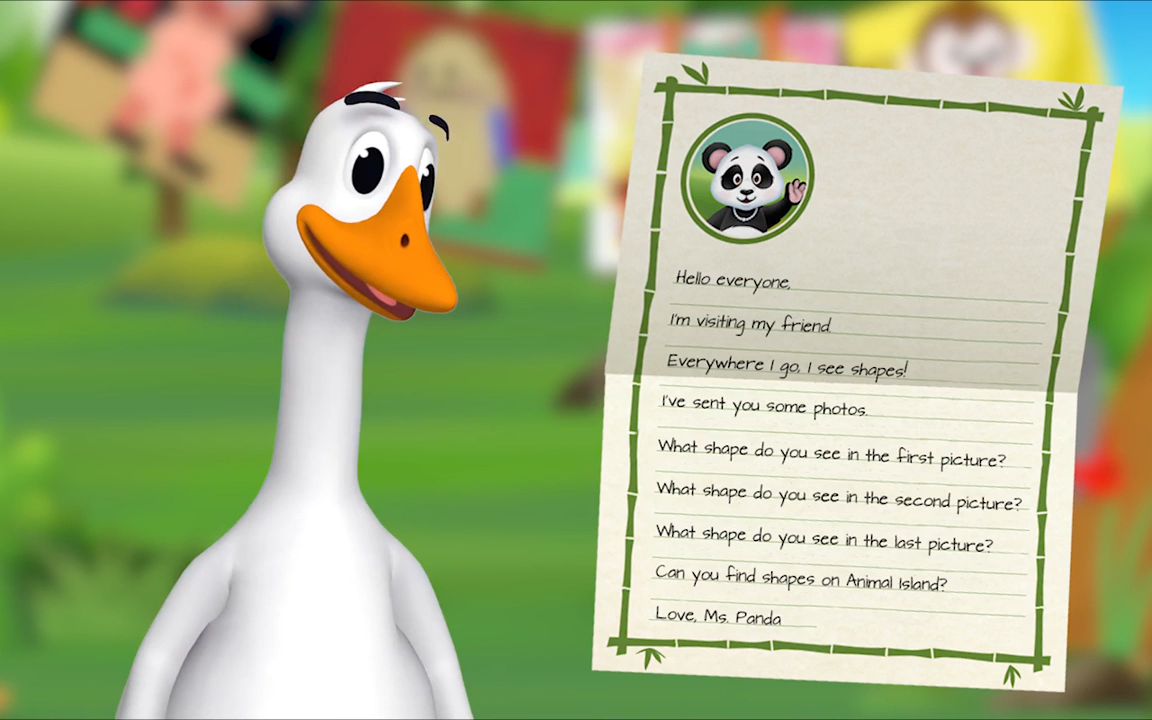 Hello everyone,
I'm visiting my friend.
Everywhere I go, I see shapes!
I've sent you some photos.
What shape do you see in the first picture?
What shape do you see in the second picture?
What shape do you see in the last picture?
Can you find shapes on Animal Island?
Love, Ms. Panda